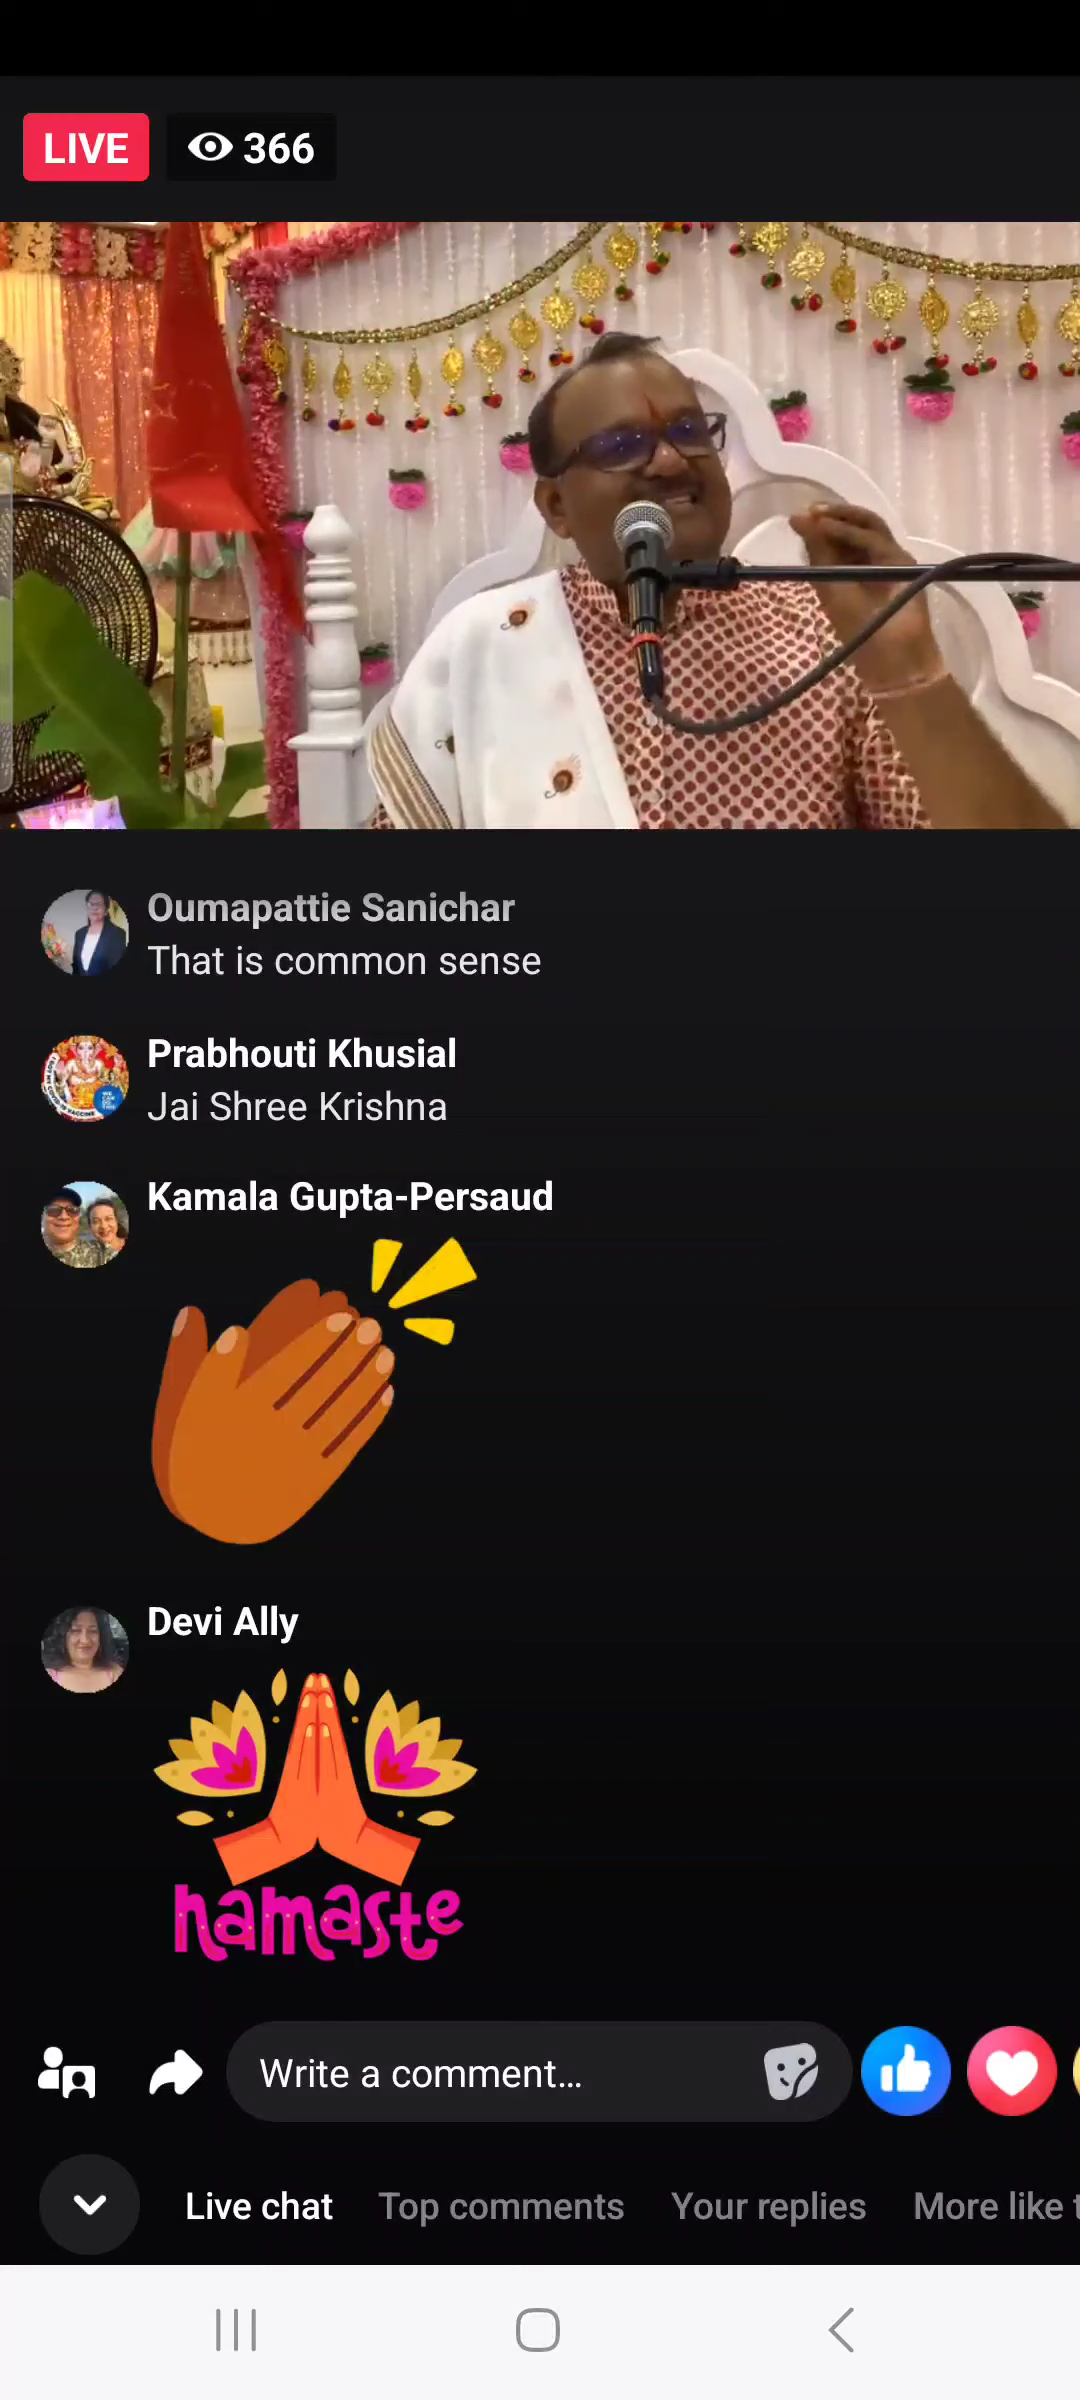 LIVE 366
Oumapattie Sanichar
That is common sense
Prabhouti Khusial
Jai Shree Krishna
Kamala Gupta-Persaud
Devi Ally
namaste
Write a comment...
Live chat Top comments Your replies More like